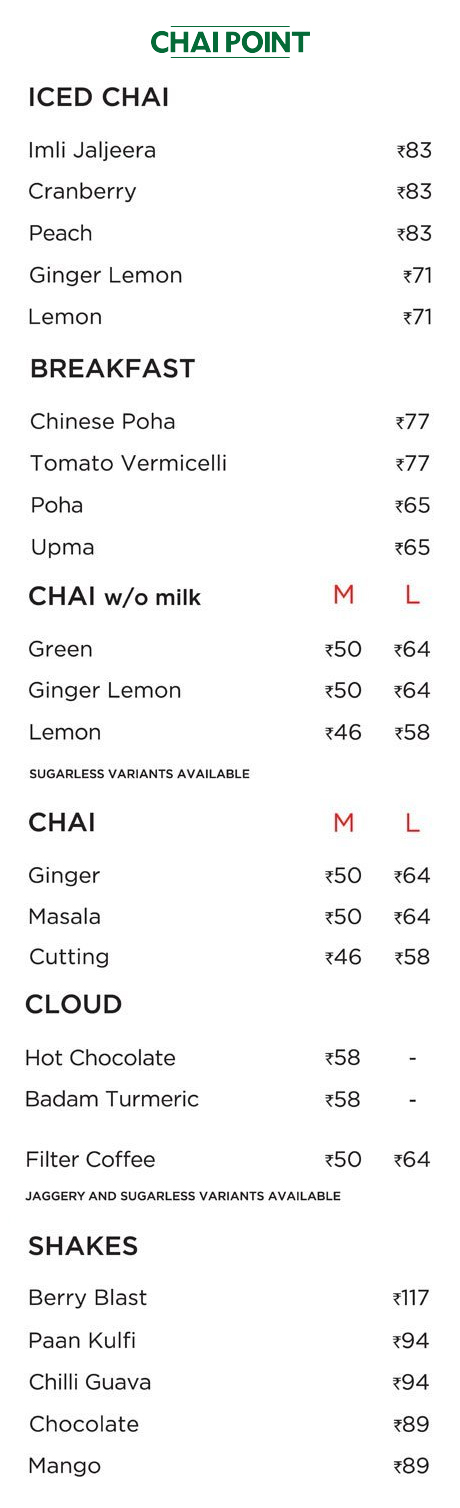 CHAI POINT
ICED CHAI
Imli Jaljeera ₹83
Cranberry ₹83
Peach ₹83
Ginger Lemon ₹71
Lemon ₹71
BREAKFAST
Chinese Poha ₹77
Tomato Vermicelli ₹77
Poha ₹65
Upma ₹65
CHAI w/o milk M L
Green ₹50 ₹64
Ginger Lemon ₹50 ₹64
Lemon ₹46 ₹58
SUGARLESS VARIANTS AVAILABLE
CHAI M L
Ginger ₹50 ₹64
Masala ₹50 ₹64
Cutting ₹46 ₹58
CLOUD
Hot Chocolate ₹58 -
Badam Turmeric ₹58 -
Filter Coffee ₹50 ₹64
JAGGERY AND SUGARLESS VARIANTS AVAILABLE
SHAKES
Berry Blast ₹117
Paan Kulfi ₹94
Chilli Guava ₹94
Chocolate ₹89
Mango ₹89